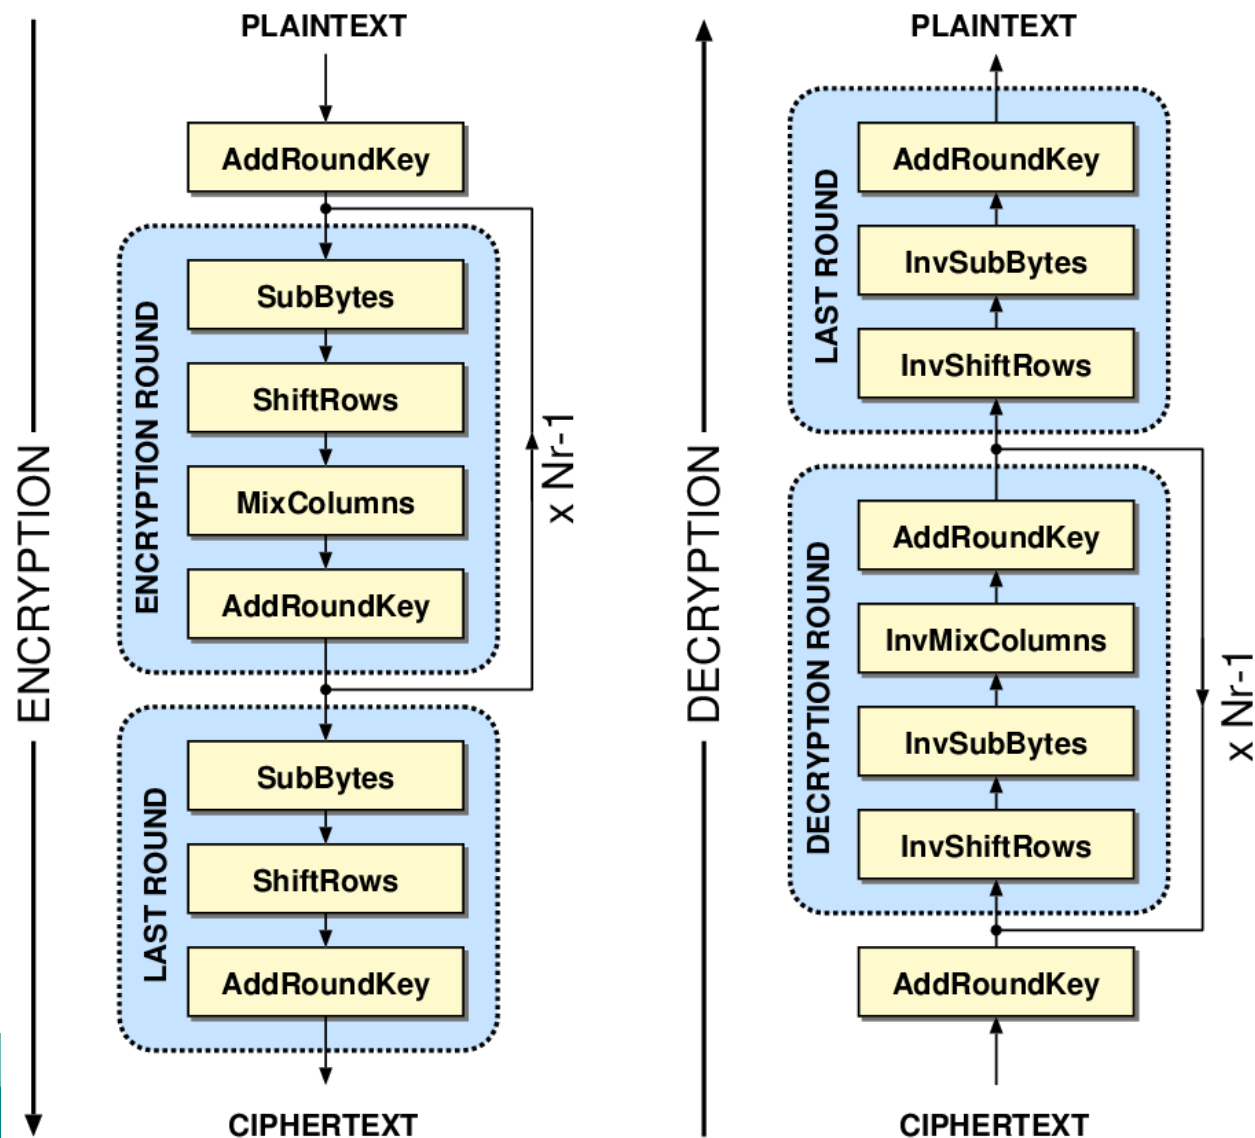 PLAINTEXT
AddRoundKey
SubBytes
ShiftRows
MixColumns
AddRoundKey
ENCRYPTION ROUND
x Nr-1
SubBytes
ShiftRows
AddRoundKey
LAST ROUND
CIPHERTEXT
ENCRYPTION
PLAINTEXT
AddRoundKey
InvSubBytes
InvShiftRows
LAST ROUND
AddRoundKey
InvMixColumns
InvSubBytes
InvShiftRows
DECRYPTION ROUND
x Nr-1
AddRoundKey
CIPHERTEXT
DECRYPTION